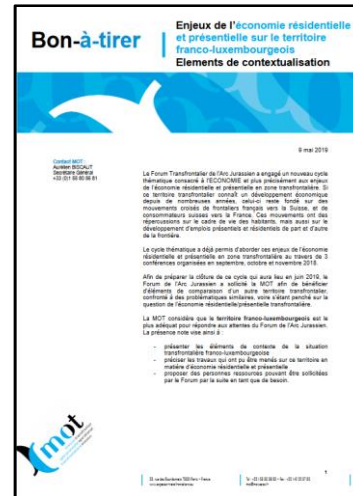 Bon-à-tirer
Enjeux de l'économie résidentielle
et présentielle sur le territoire
franco-luxembourgeois
Elements de contextualisation
9 mai 2019
Contact MOT :
Aurélien BISCAUT
Secrétaire Général
Le Forum Transfrontalier de l'Arc Jurassien a engagé un nouveau cycle
thématique consacré à l'ECONOMIE et plus précisément aux enjeux
de l'économie résidentielle et présentielle en zone transfrontalière. Si
ce territoire transfrontalier connaît un développement économique
depuis de nombreuses années, celui-ci reste fondé sur des
mouvements croisés de frontaliers français vers la Suisse, et de
consommateurs suisses vers la France. Ces mouvements ont des
répercussions sur le cadre de vie des habitants, mais aussi sur le
développement d'emplois présentiels et résidentiels de part et d'autre
de la frontière.
Le cycle thématique a déjà permis d'aborder ces enjeux de l'économie
résidentielle et présentielle en zone transfrontalière au travers de 3
conférences organisées en septembre, octobre et novembre 2018.
Afin de préparer la clôture de ce cycle qui aura lieu en juin 2019, le
Forum de l'Arc Jurassien a sollicité la MOT afin de bénéficier
d'éléments de comparaison d'un autre territoire transfrontalier,
confronté à des problématiques similaires, voire s'étant penché sur la
question de l'économie résidentielle/présentielle transfrontalière.
La MOT considère que le territoire franco-luxembourgeois est le
plus adéquat pour répondre aux attentes du Forum de l'Arc Jurassien.
La présente note vise ainsi à :
- présenter les éléments de contexte de la situation
transfrontalière franco-luxembourgeoise
- préciser les travaux qui ont pu être menés sur ce territoire en
matière d'économie résidentielle et présentielle
- proposer des personnes ressources pouvant être sollicitées
par le Forum par la suite en tant que de besoin.
mot
1